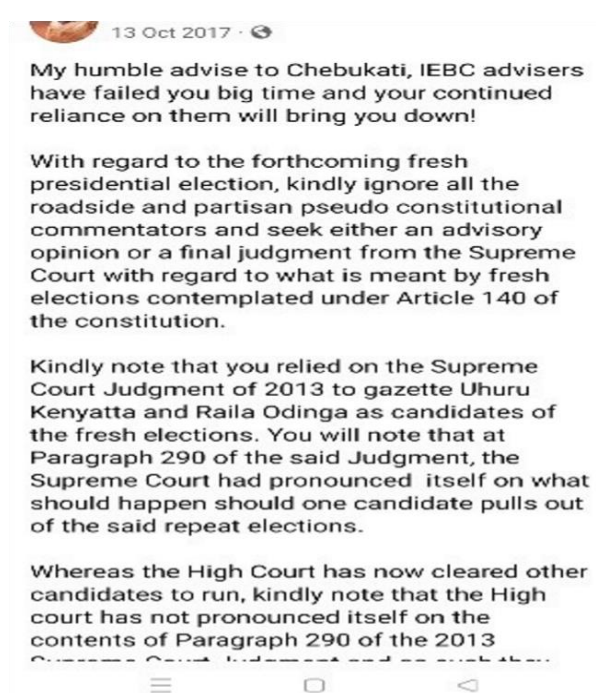 13 Oct 2017 ·
My humble advise to Chebukati, IEBC advisers
have failed you big time and your continued
reliance on them will bring you down!
With regard to the forthcoming fresh
presidential election, kindly ignore all the
roadside and partisan pseudo constitutional
commentators and seek either an advisory
opinion or a final judgment from the Supreme
Court with regard to what is meant by fresh
elections contemplated under Article 140 of
the constitution.
Kindly note that you relied on the Supreme
Court Judgment of 2013 to gazette Uhuru
Kenyatta and Raila Odinga as candidates of
the fresh elections. You will note that at
Paragraph 290 of the said Judgment, the
Supreme Court had pronounced itself on what
should happen should one candidate pulls out
of the said repeat elections.
Whereas the High Court has now cleared other
candidates to run, kindly note that the High
court has not pronounced itself on the
contents of Paragraph 290 of the 2013